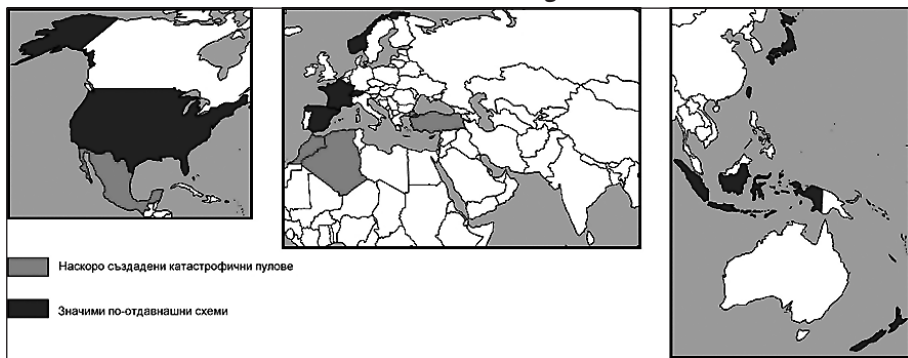 Наскоро създадени катастрофични пулове
Значими по-отдавнашни схеми